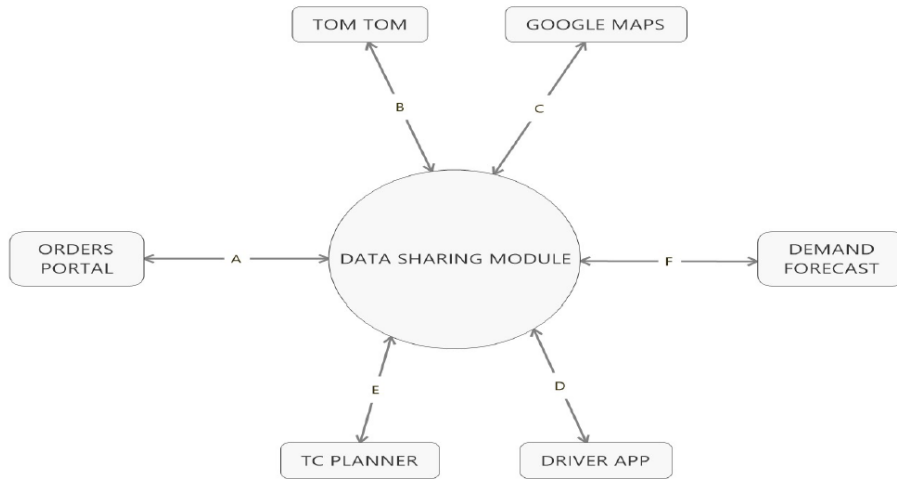 TOM TOM
GOOGLE MAPS
B
C
ORDERS
PORTAL
A
DATA SHARING MODULE
F
DEMAND
FORECAST
E
D
TC PLANNER
DRIVER APP